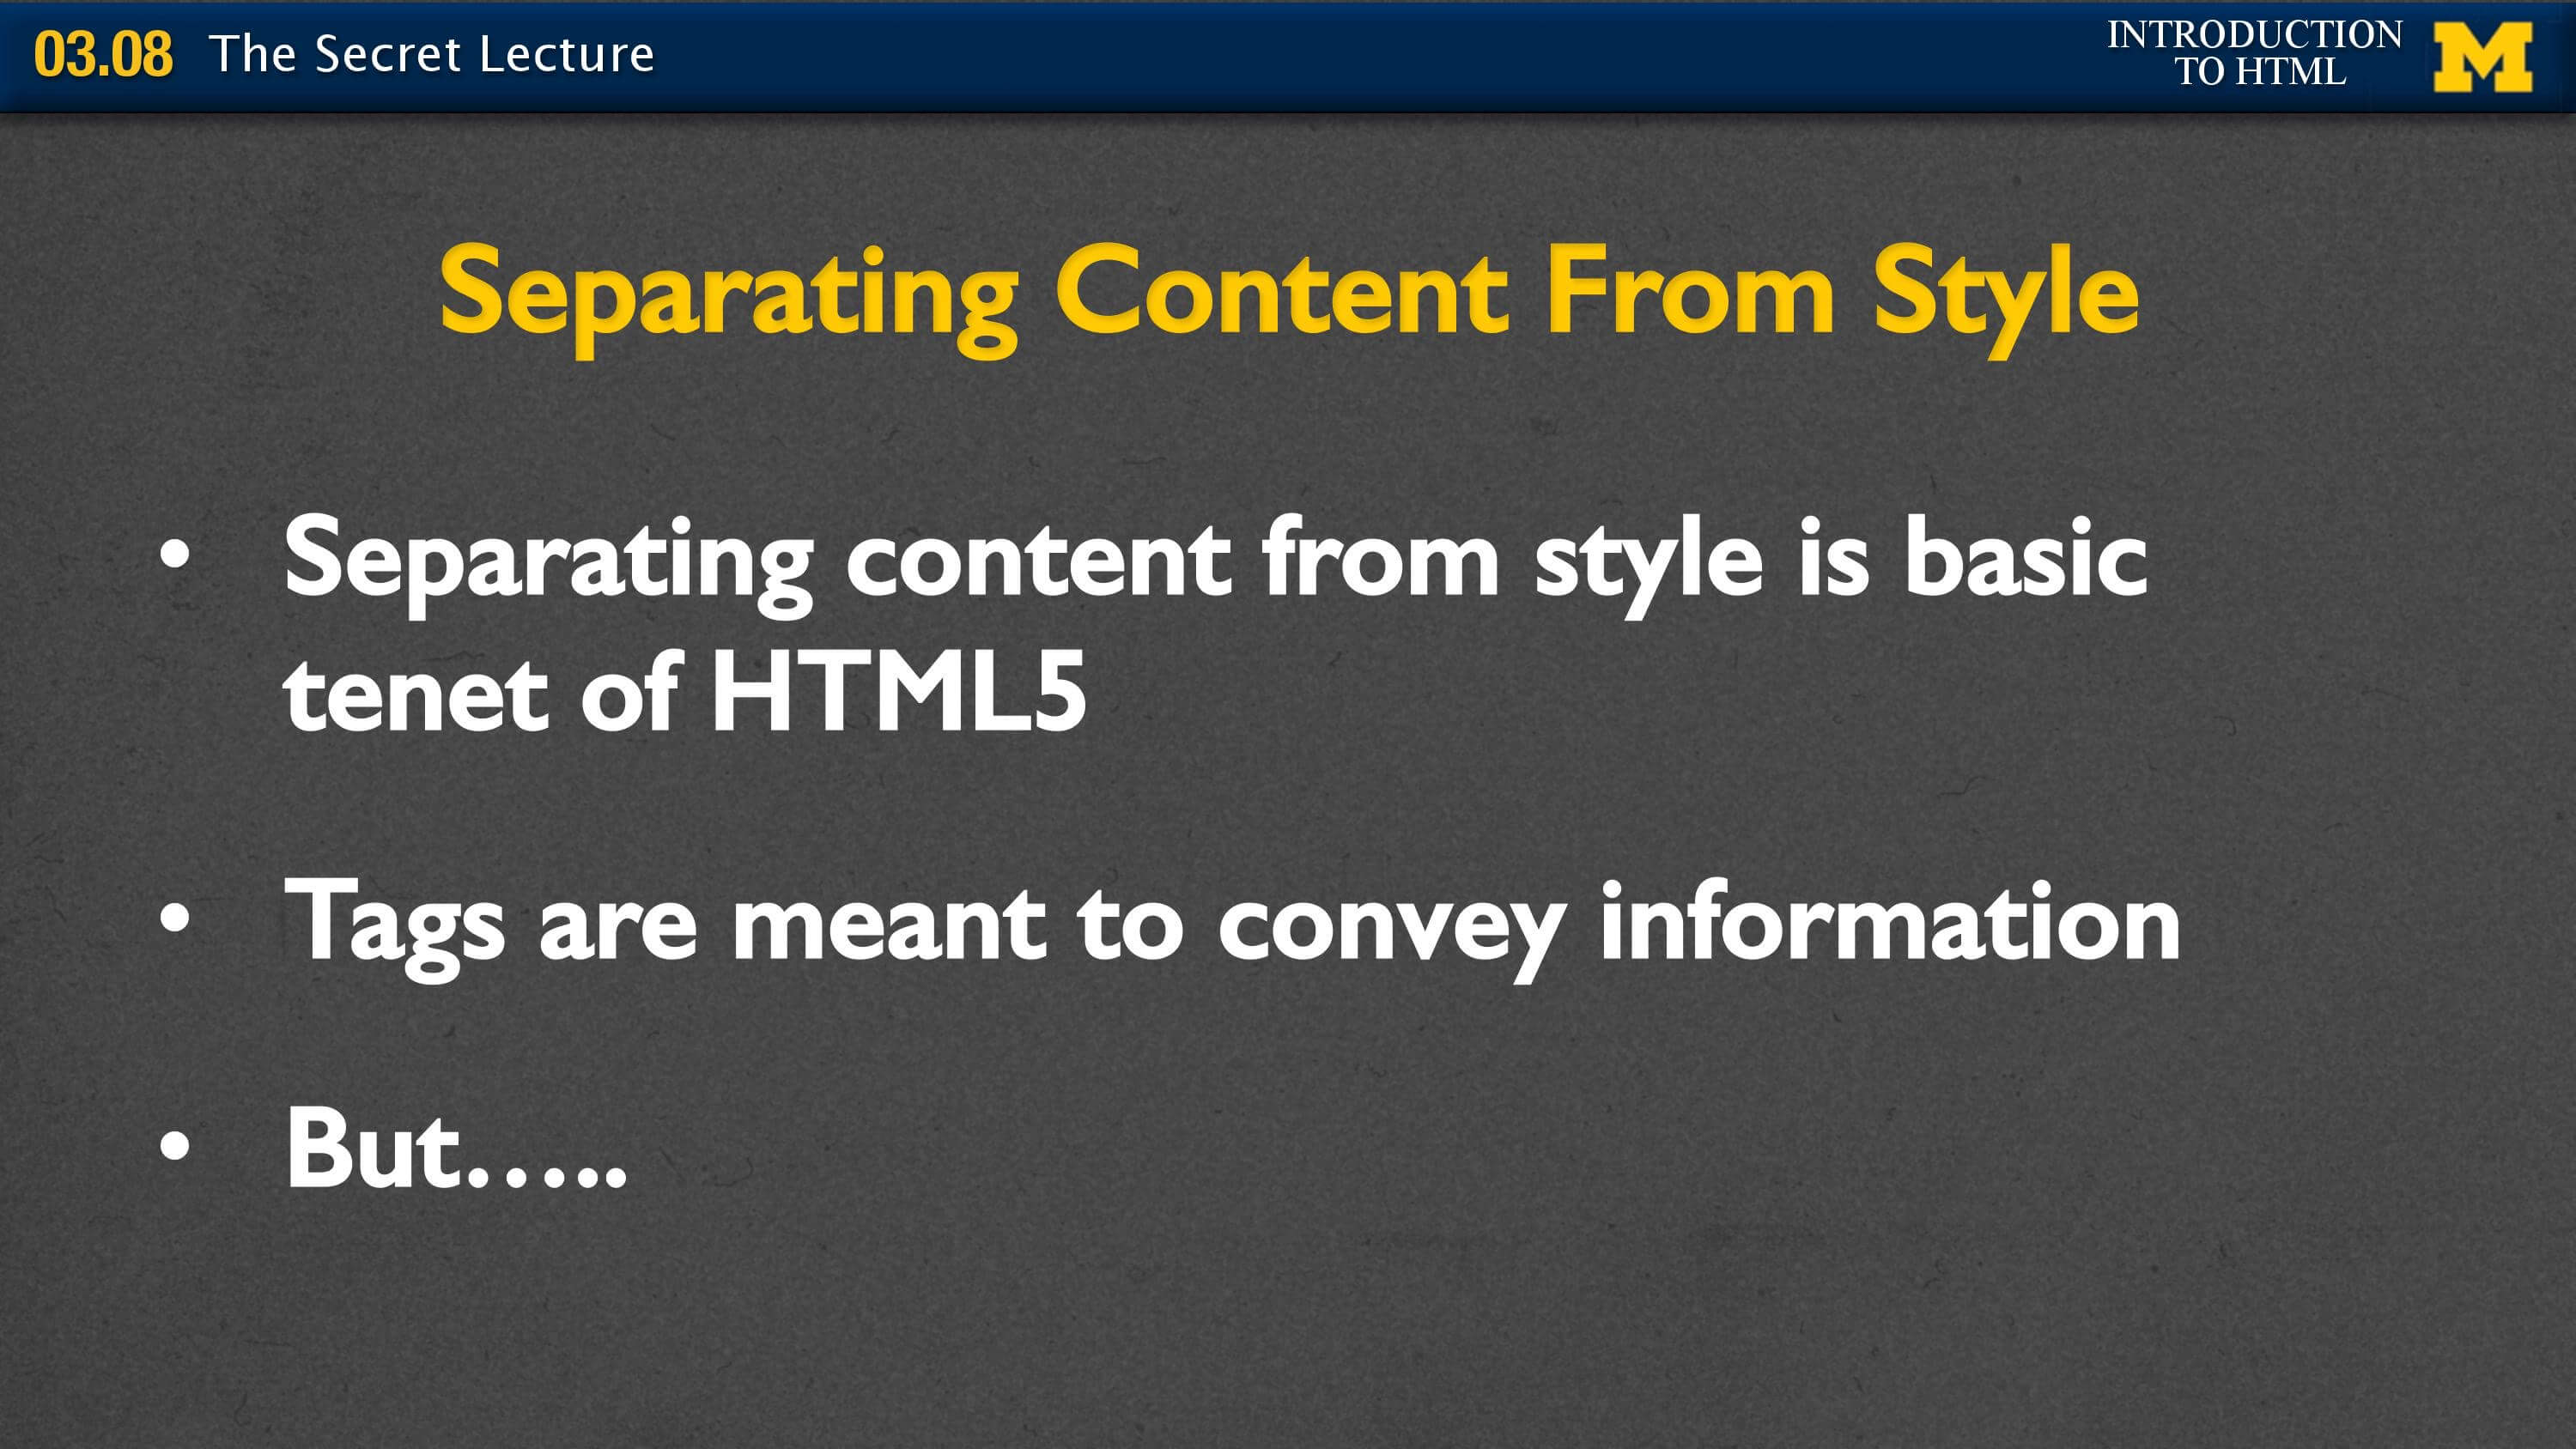 03.08 The Secret Lecture
INTRODUCTION
TO HTML
M
Separating Content From Style
• Separating content from style is basic
tenet of HTML5
• Tags are meant to convey information
• But…..